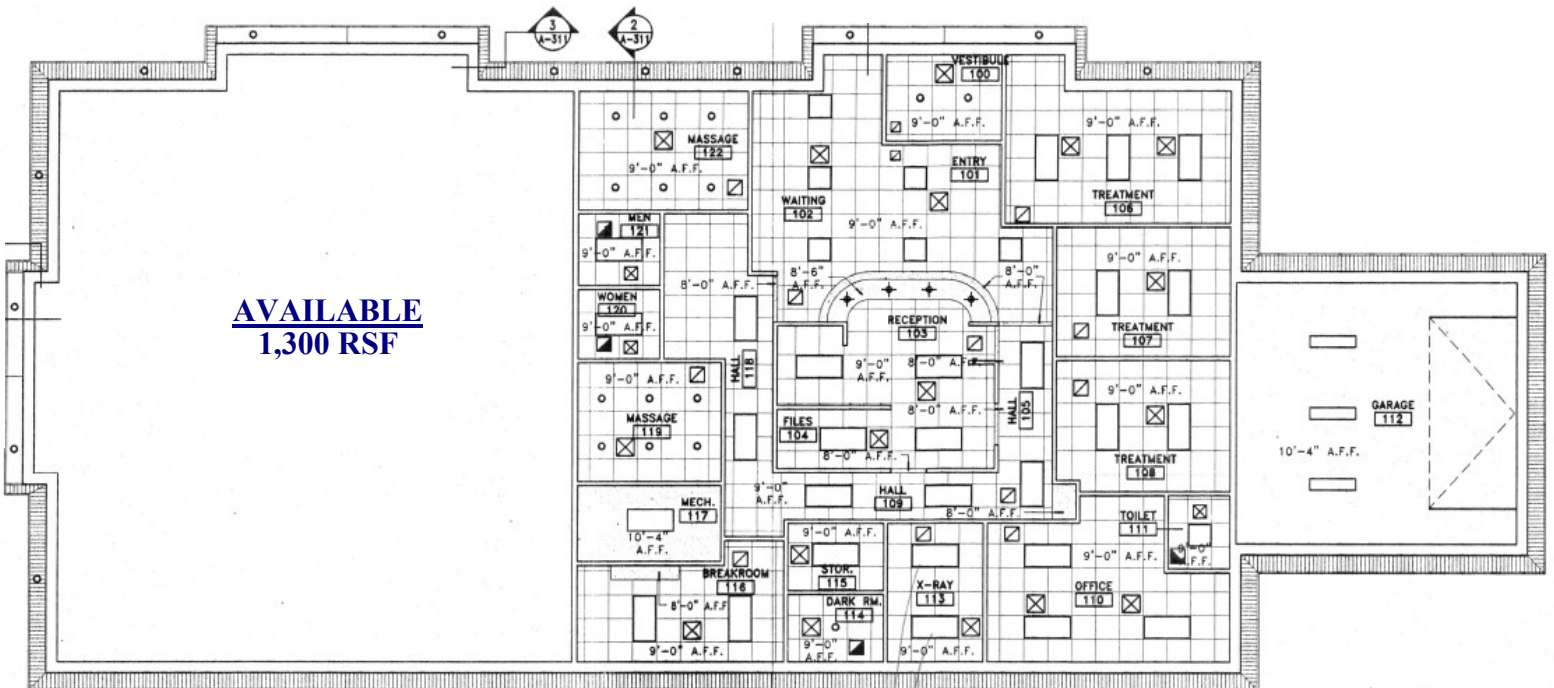 3
A-311
2
A-311
VESTIBULE
100
9'-0" A.F.F.
MASSAGE
122
9'-0" A.F.F.
ENTRY
101
WAITING
102
9'-0" A.F.F.
9'-0" A.F.F.
TREATMENT
106
MEN
121
9'-0" A.F.F.
8'-0" A.F.F.
8'-6"
A.F.F.
8'-0"
A.F.F.
9'-0" A.F.F.
TREATMENT
107
WOMEN
120
9'-0" A.F.F.
AVAILABLE
1,300 RSF
RECEPTION
103
9'-0"
A.F.F.
8'-0" A.F.F.
8'-0" A.F.F.
HALL
118
HALL
105
9'-0" A.F.F.
MASSAGE
119
FILES
104
8'-0" A.F.F.
9'-0" A.F.F.
TREATMENT
108
GARAGE
112
10'-4" A.F.F.
MECH.
117
10'-4"
A.F.F.
9'-0"
A.F.F.
HALL
109
8'-0" A.F.F.
TOILET
111
9'-0"
A.F.F.
9'-0" A.F.F.
STOR.
115
BREAKROOM
116
8'-0" A.F.F
9'-0" A.F.F.
DARK RM.
114
9'-0"
A.F.F.
X-RAY
113
9'-0" A.F.F.
9'-0" A.F.F.
OFFICE
110